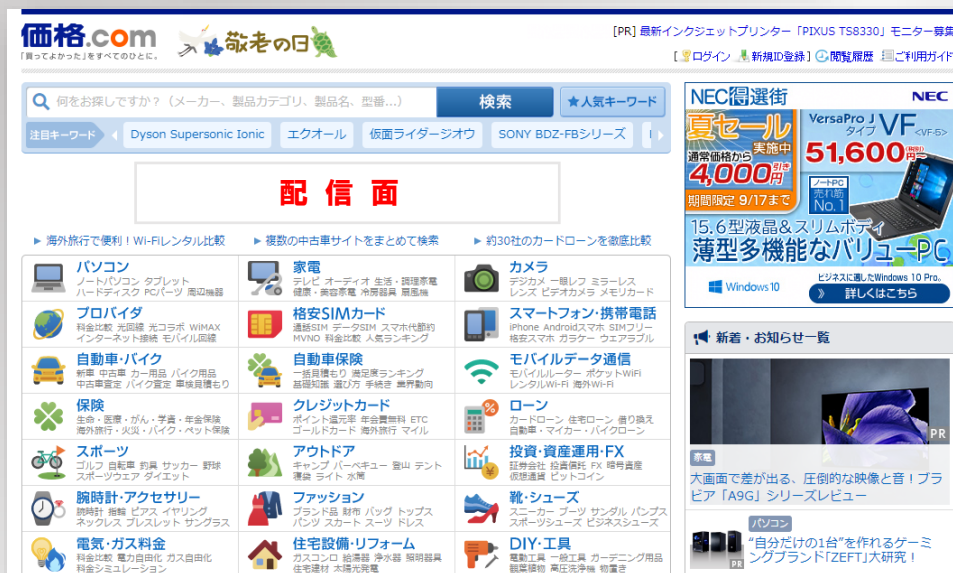 価格.com
「買ってよかった」をすべてのひとに。
敬老の日
[PR] 最新インクジェットプリンター「PIXUS TS8330」モニター募集
[ ログイン 新規ID登録 ] 閲覧履歴 ご利用ガイド
何をお探しですか？（メーカー、製品カテゴリ、製品名、型番...）
検索
★人気キーワード
注目キーワード
Dyson Supersonic Ionic
エクオール
仮面ライダージオウ
SONY BDZ-FBシリーズ
配信面
▶ 海外旅行で便利！Wi-Fiレンタル比較
▶ 複数の中古車サイトをまとめて検索
▶ 約30社のカードローンを徹底比較
パソコン
ノートパソコン タブレット
ハードディスク PCパーツ 周辺機器
家電
テレビ オーディオ 生活・調理家電
健康・美容家電 冷房器具 扇風機
カメラ
デジカメ 一眼レフ ミラーレス
レンズ ビデオカメラ メモリカード
プロバイダ
料金比較 光回線 光コラボ WiMAX
インターネット接続 モバイル回線
格安SIMカード
通話SIM データSIM スマホ代節約
MVNO 料金比較 人気ランキング
スマートフォン・携帯電話
iPhone Androidスマホ SIMフリー
格安スマホ ガラケー ウエアラブル
自動車・バイク
新車 中古車 カー用品 バイク用品
中古車査定 バイク査定 車検見積もり
自動車保険
一括見積もり 満足度ランキング
基礎知識 選び方 手続き 業界動向
モバイルデータ通信
モバイルルーター ポケットWiFi
レンタルWi-Fi 海外Wi-Fi
保険
生命・医療・がん・学資・年金保険
海外旅行・火災・バイク・ペット保険
クレジットカード
ポイント還元率 年会費無料 ETC
ゴールドカード 海外旅行 マイル
ローン
カードローン 住宅ローン 借り換え
自動車・マイカー・バイクローン
スポーツ
ゴルフ 自転車 釣具 サッカー 野球
スポーツウェア ダイエット
アウトドア
キャンプ バーベキュー 登山 テント
寝袋 ライト 水筒
投資・資産運用・FX
証券会社 投資信託 FX 暗号資産
仮想通貨 ビットコイン
腕時計・アクセサリー
腕時計 指輪 ピアス イヤリング
ネックレス ブレスレット サングラス
ファッション
ブランド品 財布 バッグ トップス
パンツ スカート スーツ ドレス
靴・シューズ
スニーカー ブーツ サンダル パンプス
スポーツシューズ ビジネスシューズ
電気・ガス料金
料金比較 電力自由化 ガス自由化
料金シミュレーション
住宅設備・リフォーム
ガスコンロ 給湯器 浄水器 照明器具
住宅建材 太陽光発電
DIY・工具
電動工具 一般工具 ガーデニング用品
観葉植物 高圧洗浄機 物置き
NEC得選街
NEC
夏セール
実施中
通常価格から
4,000円引き
期間限定 9/17まで
VersaPro J
タイプ VF <VF-6>
51,600円(税別)〜
ノートPC
売れ筋
No.1
15.6型液晶＆スリムボディ
薄型多機能なバリューPC
Windows10
ビジネスに適したWindows 10 Pro。
》 詳しくはこちら
新着・お知らせ一覧
PR
家電
大画面で差が出る、圧倒的な映像と音！ブラ
ビア「A9G」シリーズレビュー
パソコン
“自分だけの1台”を作れるゲーミ
ングブランド「ZEFT」大研究！
PR